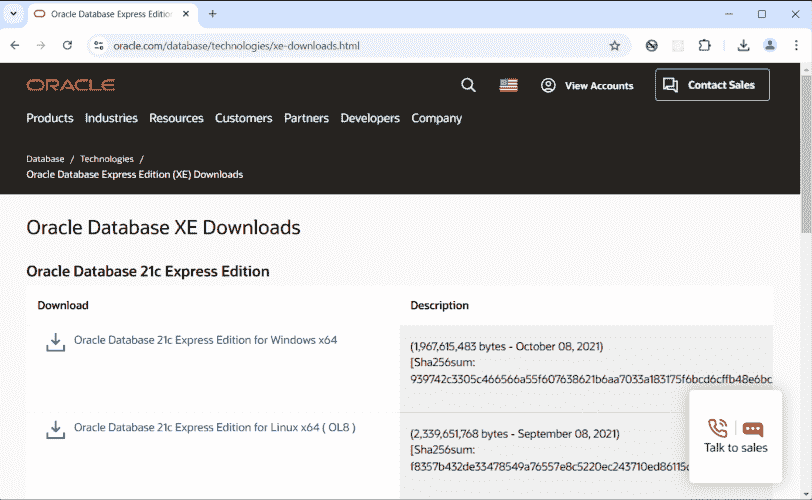 Oracle Database Express Edition
oracle.com/database/technologies/xe-downloads.html
ORACLE
View Accounts
Contact Sales
Products Industries Resources Customers Partners Developers Company
Database / Technologies /
Oracle Database Express Edition (XE) Downloads
Oracle Database XE Downloads
Oracle Database 21c Express Edition
Download Description
Oracle Database 21c Express Edition for Windows x64
(1,967,615,483 bytes - October 08, 2021)
[Sha256sum:
939742c3305c466566a55f607638621b6aa7033a183175f6bcd6cffb48e6bc
Oracle Database 21c Express Edition for Linux x64 ( OL8 )
(2,339,651,768 bytes - September 08, 2021)
[Sha256sum:
f8357b432de33478549a76557e8c5220ec243710ed86115c
Talk to sales